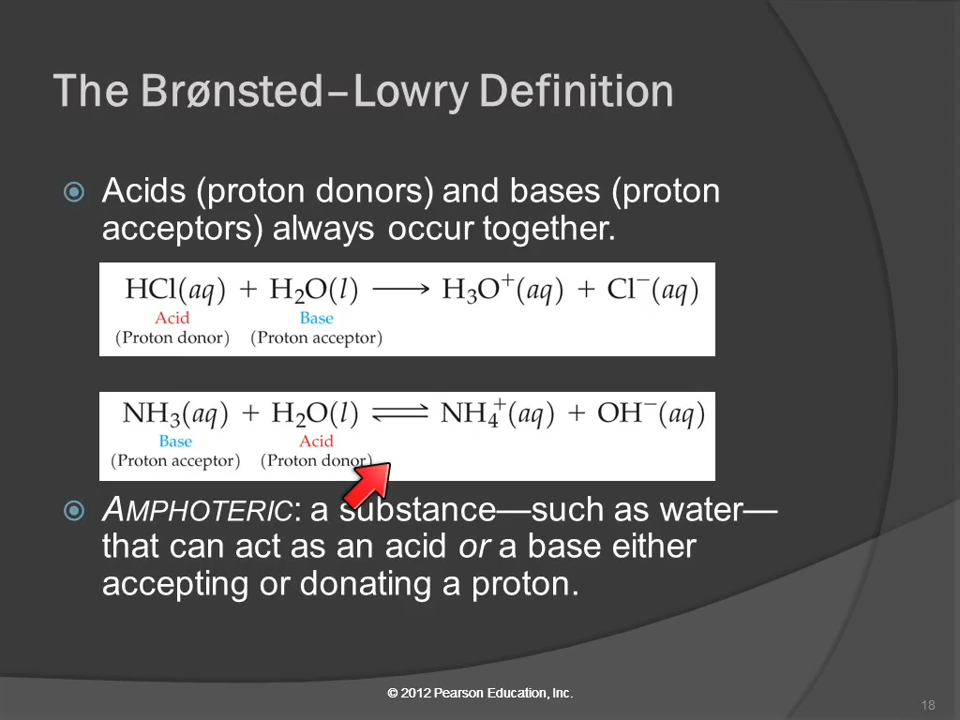 The Brønsted–Lowry Definition
Acids (proton donors) and bases (proton
acceptors) always occur together.
HCl(aq) + H₂O(l) ⟶ H₃O⁺(aq) + Cl⁻(aq)
Acid Base
(Proton donor) (Proton acceptor)
NH₃(aq) + H₂O(l) ⇌ NH₄⁺(aq) + OH⁻(aq)
Base Acid
(Proton acceptor) (Proton donor)
AMPHOTERIC: a substance—such as water—
that can act as an acid or a base either
accepting or donating a proton.
© 2012 Pearson Education, Inc.
18